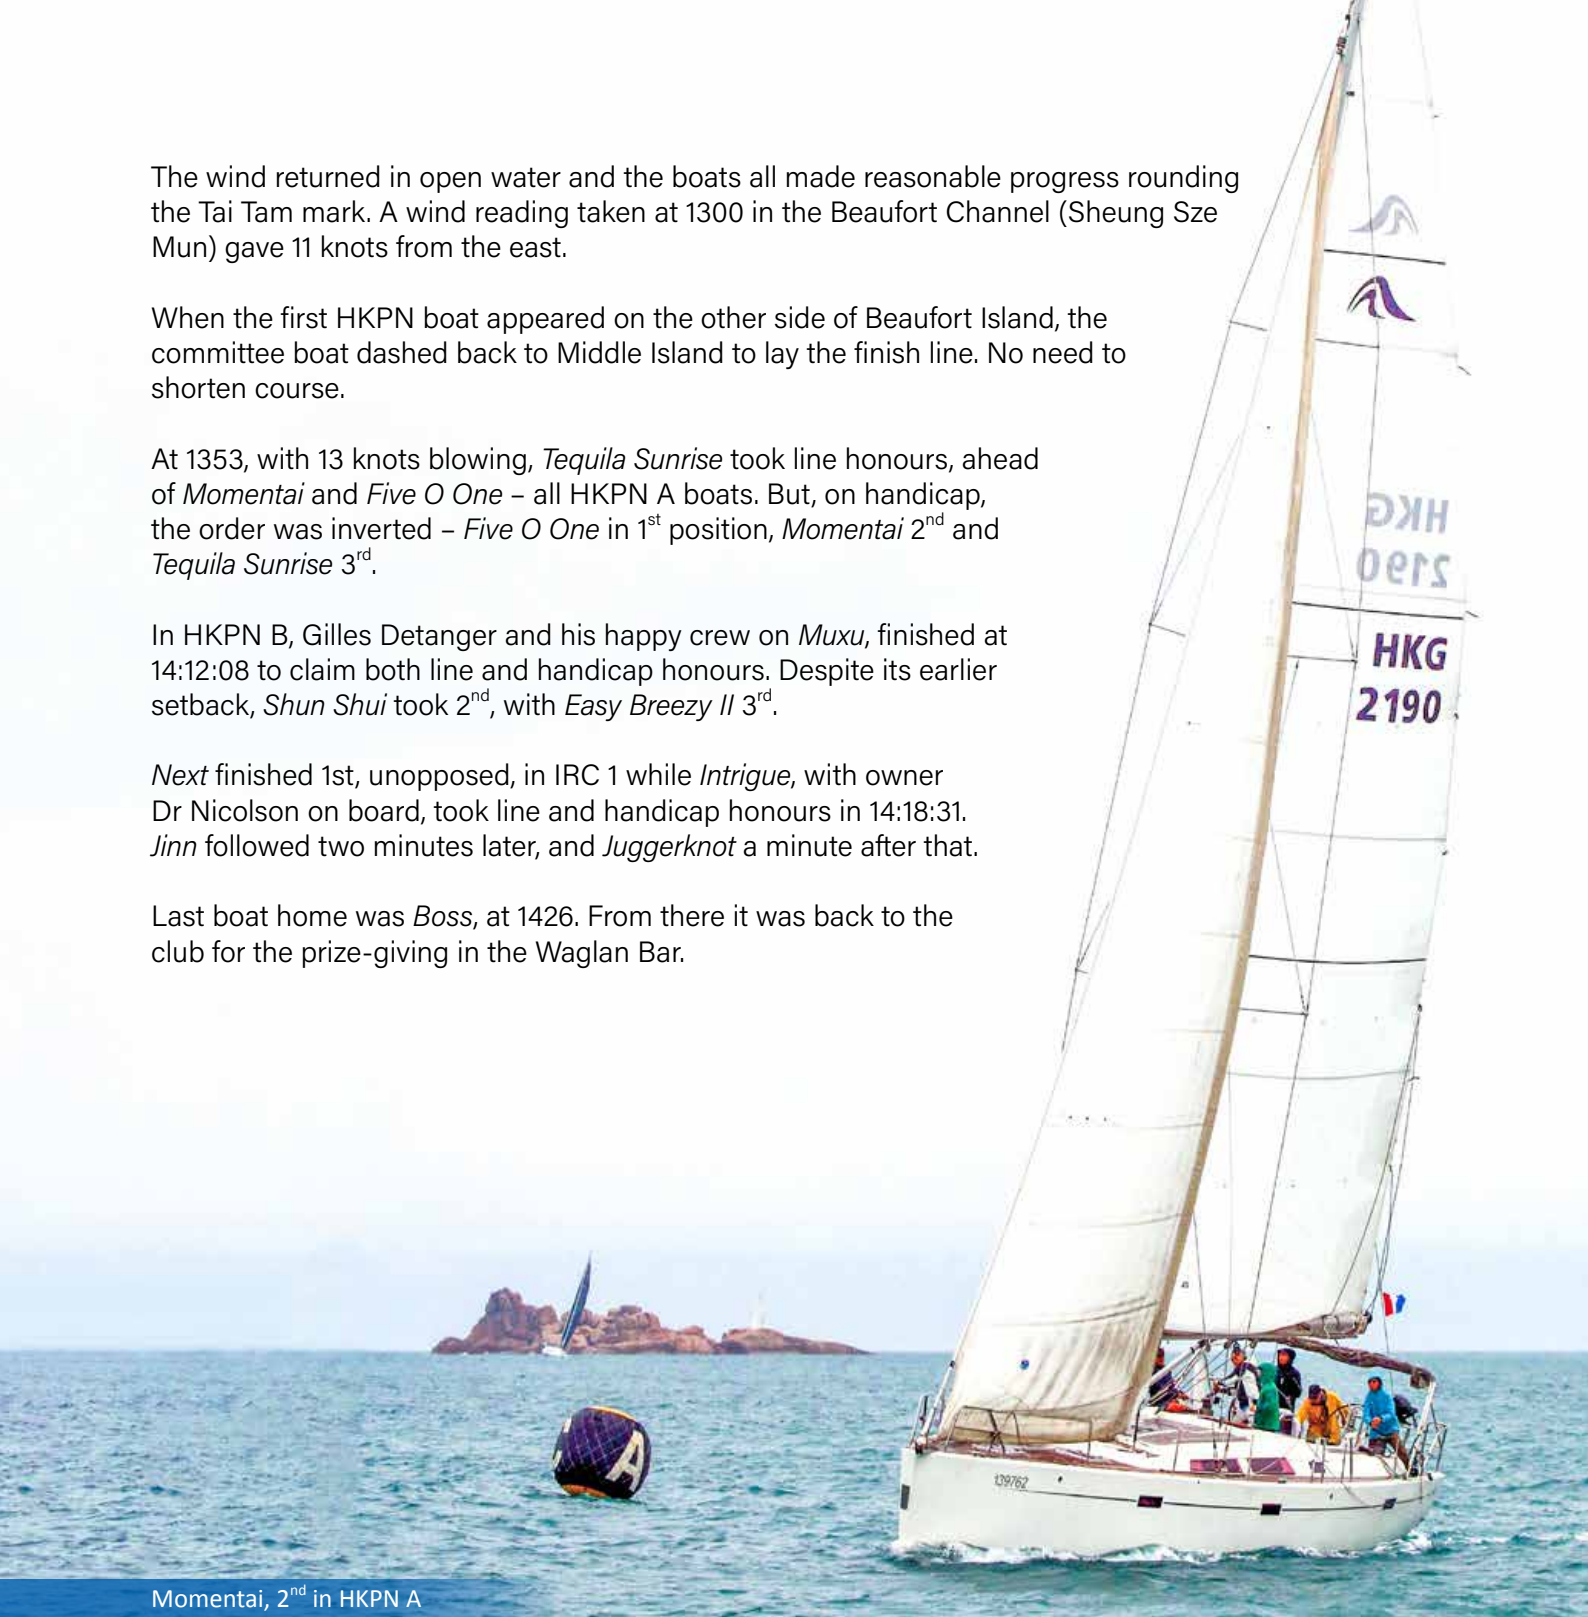 The wind returned in open water and the boats all made reasonable progress rounding
the Tai Tam mark. A wind reading taken at 1300 in the Beaufort Channel (Sheung Sze
Mun) gave 11 knots from the east.
When the first HKPN boat appeared on the other side of Beaufort Island, the
committee boat dashed back to Middle Island to lay the finish line. No need to
shorten course.
At 1353, with 13 knots blowing, Tequila Sunrise took line honours, ahead
of Momentai and Five O One – all HKPN A boats. But, on handicap,
the order was inverted – Five O One in 1st position, Momentai 2nd and
Tequila Sunrise 3rd.
In HKPN B, Gilles Detanger and his happy crew on Muxu, finished at
14:12:08 to claim both line and handicap honours. Despite its earlier
setback, Shun Shui took 2nd, with Easy Breezy II 3rd.
Next finished 1st, unopposed, in IRC 1 while Intrigue, with owner
Dr Nicolson on board, took line and handicap honours in 14:18:31.
Jinn followed two minutes later, and Juggerknot a minute after that.
Last boat home was Boss, at 1426. From there it was back to the
club for the prize-giving in the Waglan Bar.
HKG
2190
HKG
2190
139762
A
Momentai, 2nd in HKPN A